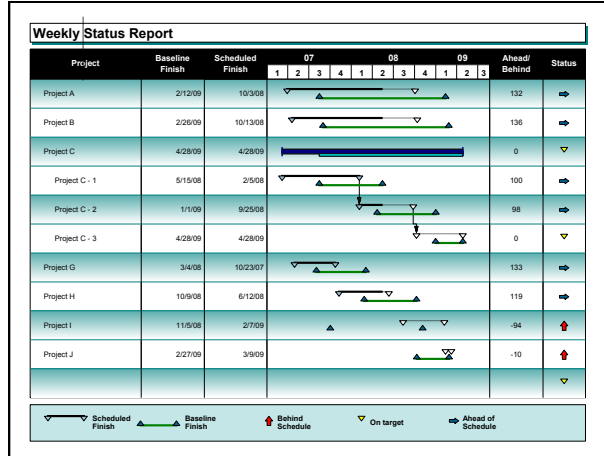 Weekly Status Report
Project Baseline Finish Scheduled Finish 07 08 09 Ahead/ Behind Status
1 2 3 4 1 2 3 4 1 2 3
Project A 2/12/09 10/3/08 132
Project B 2/26/09 10/13/08 136
Project C 4/28/09 4/28/09 0
Project C - 1 5/15/08 2/5/08 100
Project C - 2 1/1/09 9/25/08 98
Project C - 3 4/28/09 4/28/09 0
Project G 3/4/08 10/23/07 133
Project H 10/9/08 6/12/08 119
Project I 11/5/08 2/7/09 -94
Project J 2/27/09 3/9/09 -10
Scheduled Finish Baseline Finish Behind Schedule On target Ahead of Schedule